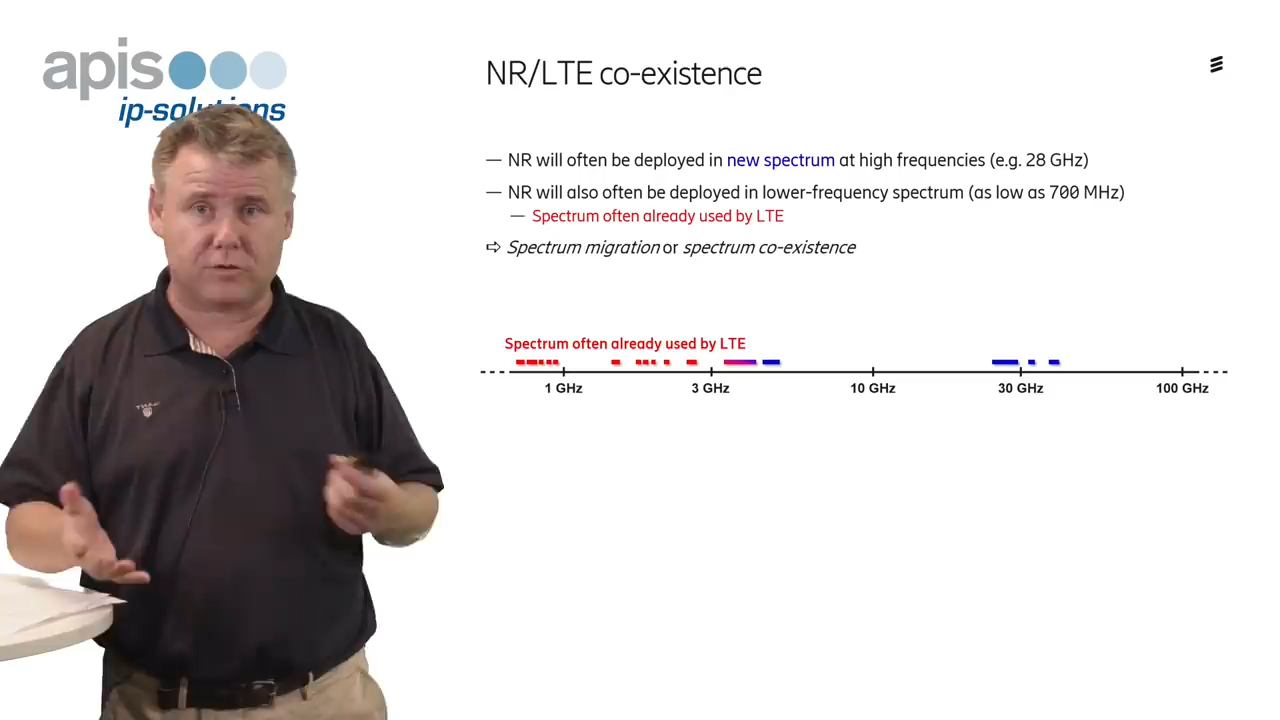 apis
ip-solutions
NR/LTE co-existence
— NR will often be deployed in new spectrum at high frequencies (e.g. 28 GHz)
— NR will also often be deployed in lower-frequency spectrum (as low as 700 MHz)
— Spectrum often already used by LTE
⇨ Spectrum migration or spectrum co-existence
Spectrum often already used by LTE
1 GHz 3 GHz 10 GHz 30 GHz 100 GHz